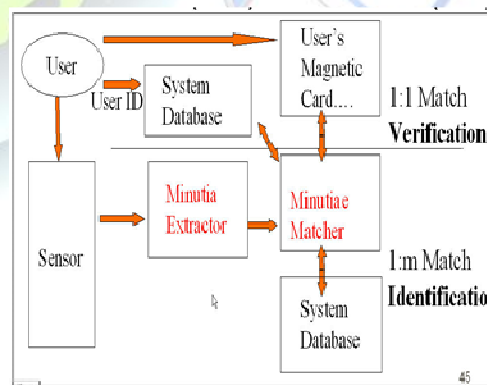 User
User's
Magnetic
Card....
User ID
System
Database
1:1 Match
Verification
Minutia
Extractor
Minutiae
Matcher
Sensor
1:m Match
Identificatio
System
Database
45